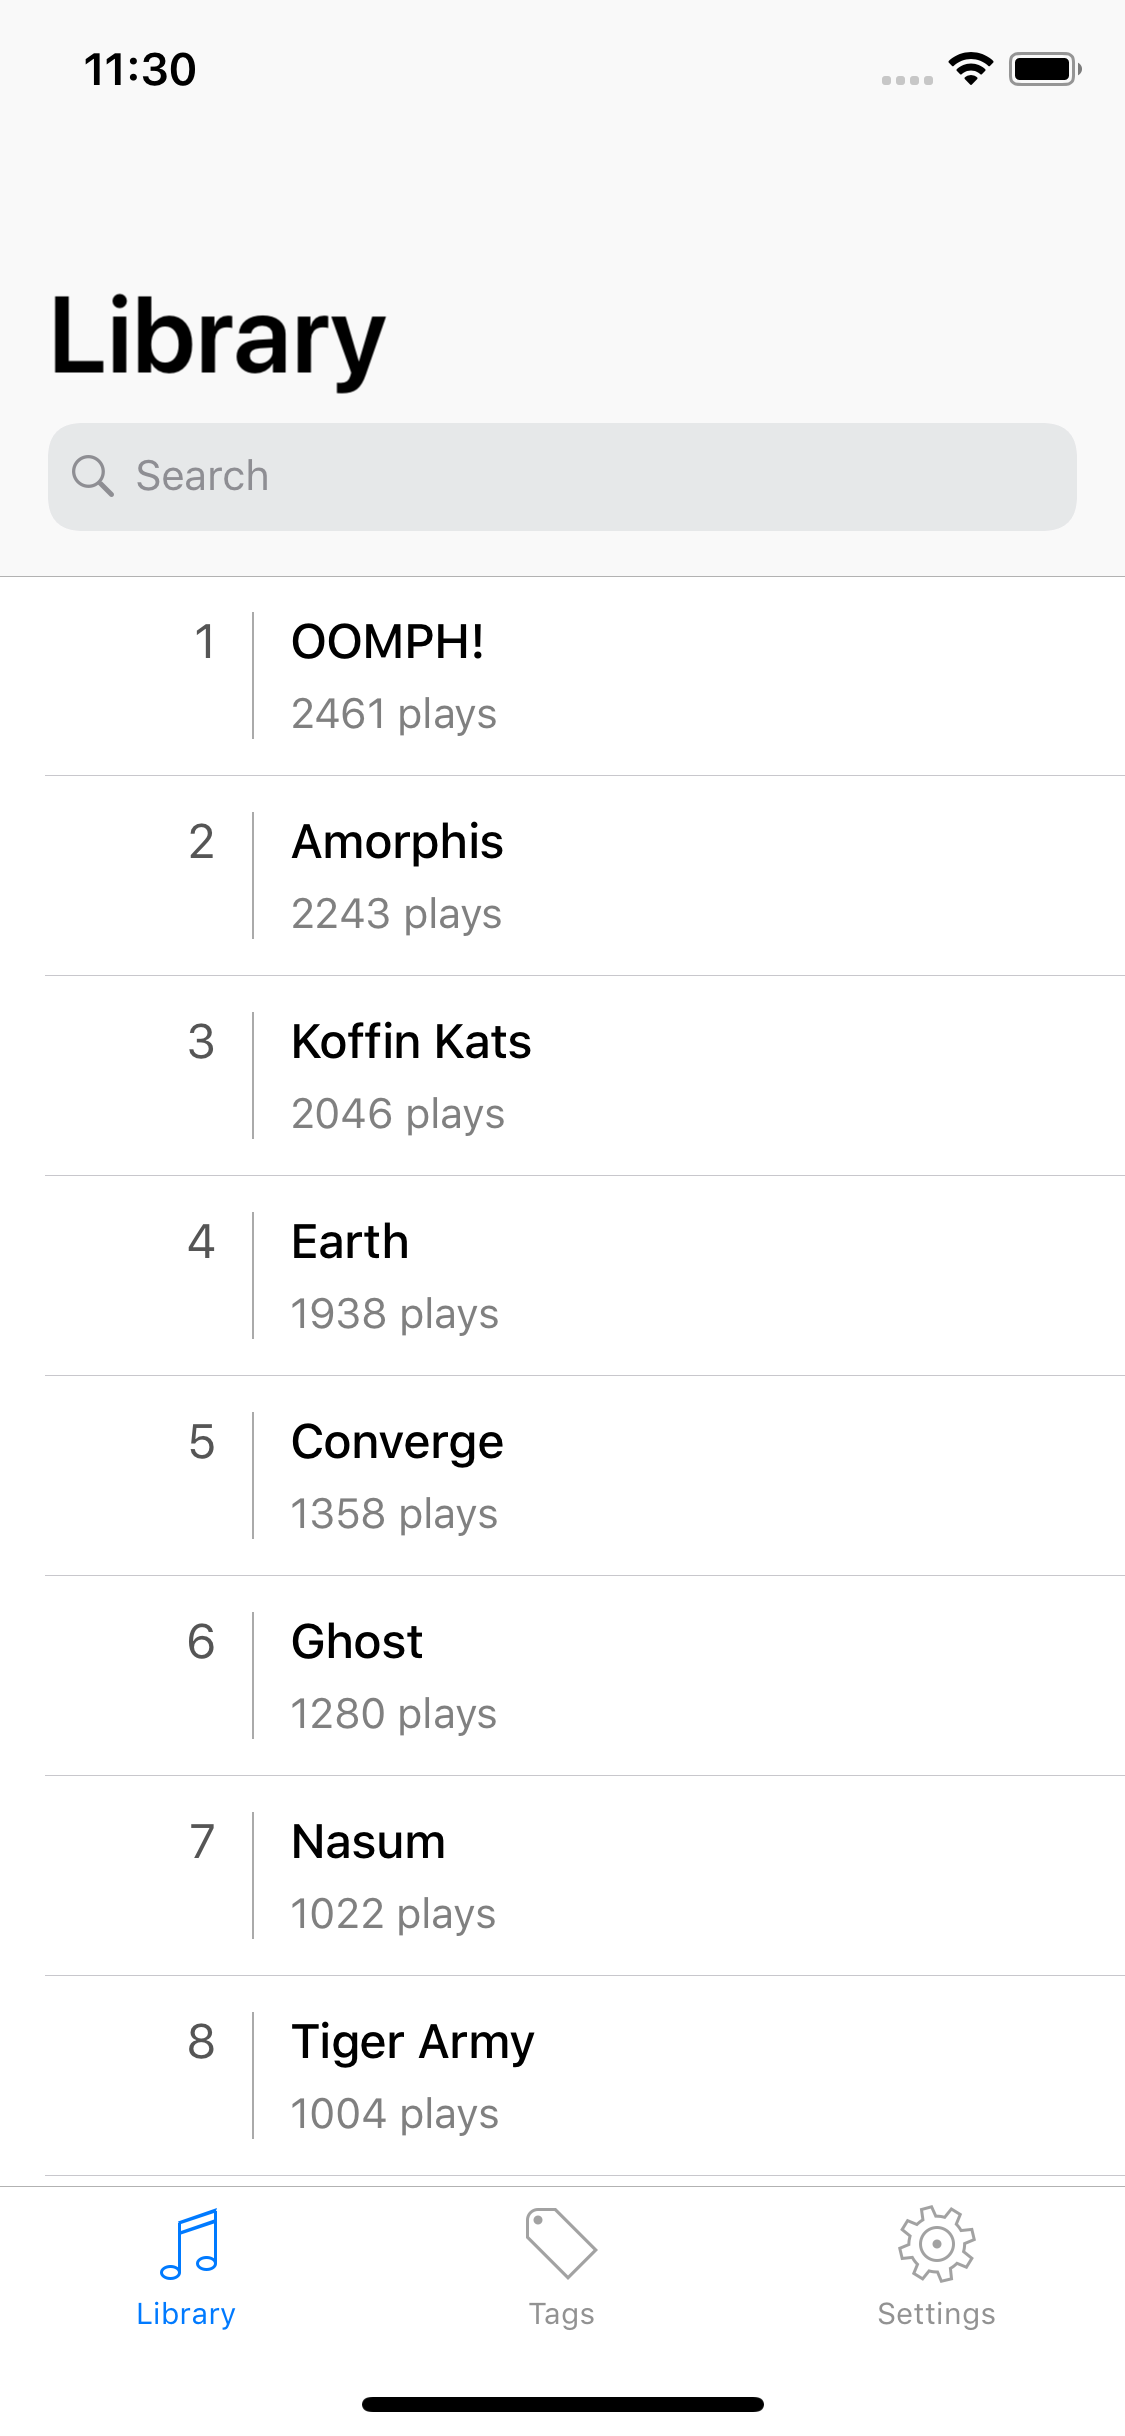 11:30
Library
Search
1
OOMPH!
2461 plays
2
Amorphis
2243 plays
3
Koffin Kats
2046 plays
4
Earth
1938 plays
5
Converge
1358 plays
6
Ghost
1280 plays
7
Nasum
1022 plays
8
Tiger Army
1004 plays
Library
Tags
Settings